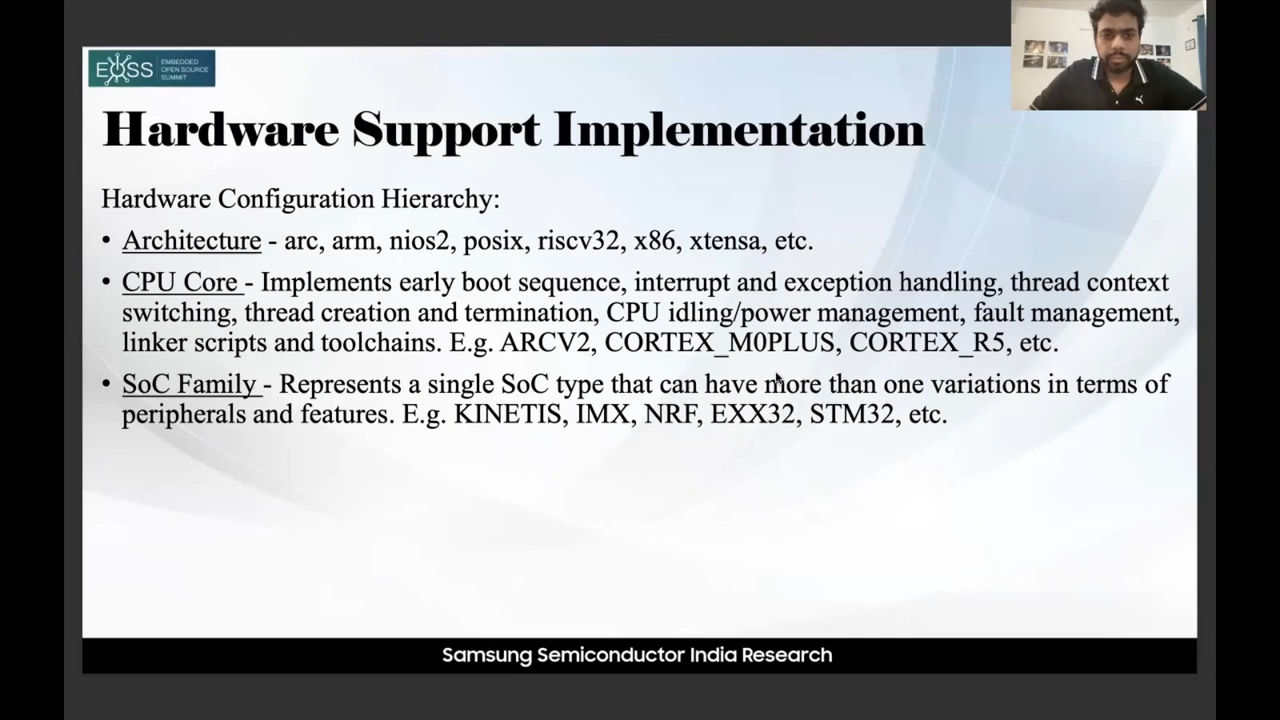 EOSS EMBEDDED
OPEN SOURCE
SUMMIT
Hardware Support Implementation
Hardware Configuration Hierarchy:
• Architecture - arc, arm, nios2, posix, riscv32, x86, xtensa, etc.
• CPU Core - Implements early boot sequence, interrupt and exception handling, thread context
switching, thread creation and termination, CPU idling/power management, fault management,
linker scripts and toolchains. E.g. ARCV2, CORTEX_M0PLUS, CORTEX_R5, etc.
• SoC Family - Represents a single SoC type that can have more than one variations in terms of
peripherals and features. E.g. KINETIS, IMX, NRF, EXX32, STM32, etc.
Samsung Semiconductor India Research